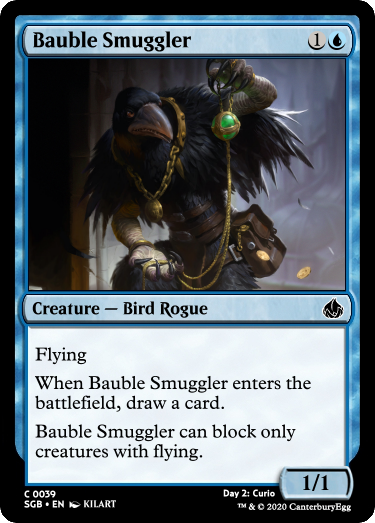 Bauble Smuggler 1
Creature — Bird Rogue
Flying
When Bauble Smuggler enters the
battlefield, draw a card.
Bauble Smuggler can block only
creatures with flying.
1/1
C 0039
SGB • EN KILART
Day 2: Curio
™ & © 2020 CanterburyEgg